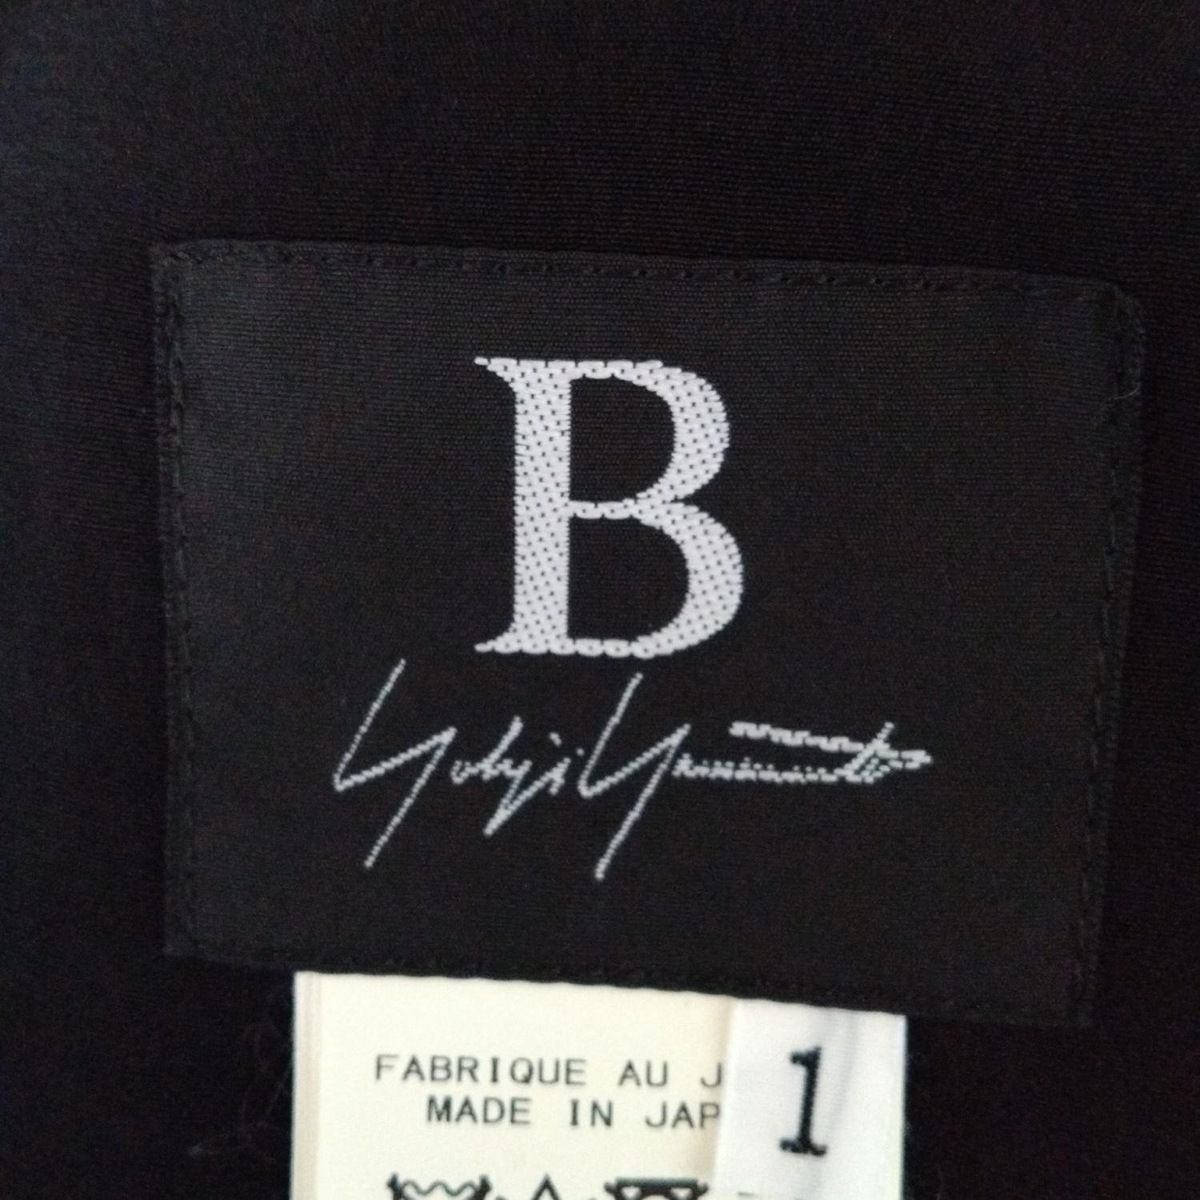 B
Yohji Yamamoto
FABRIQUE AU J
MADE IN JAP
1